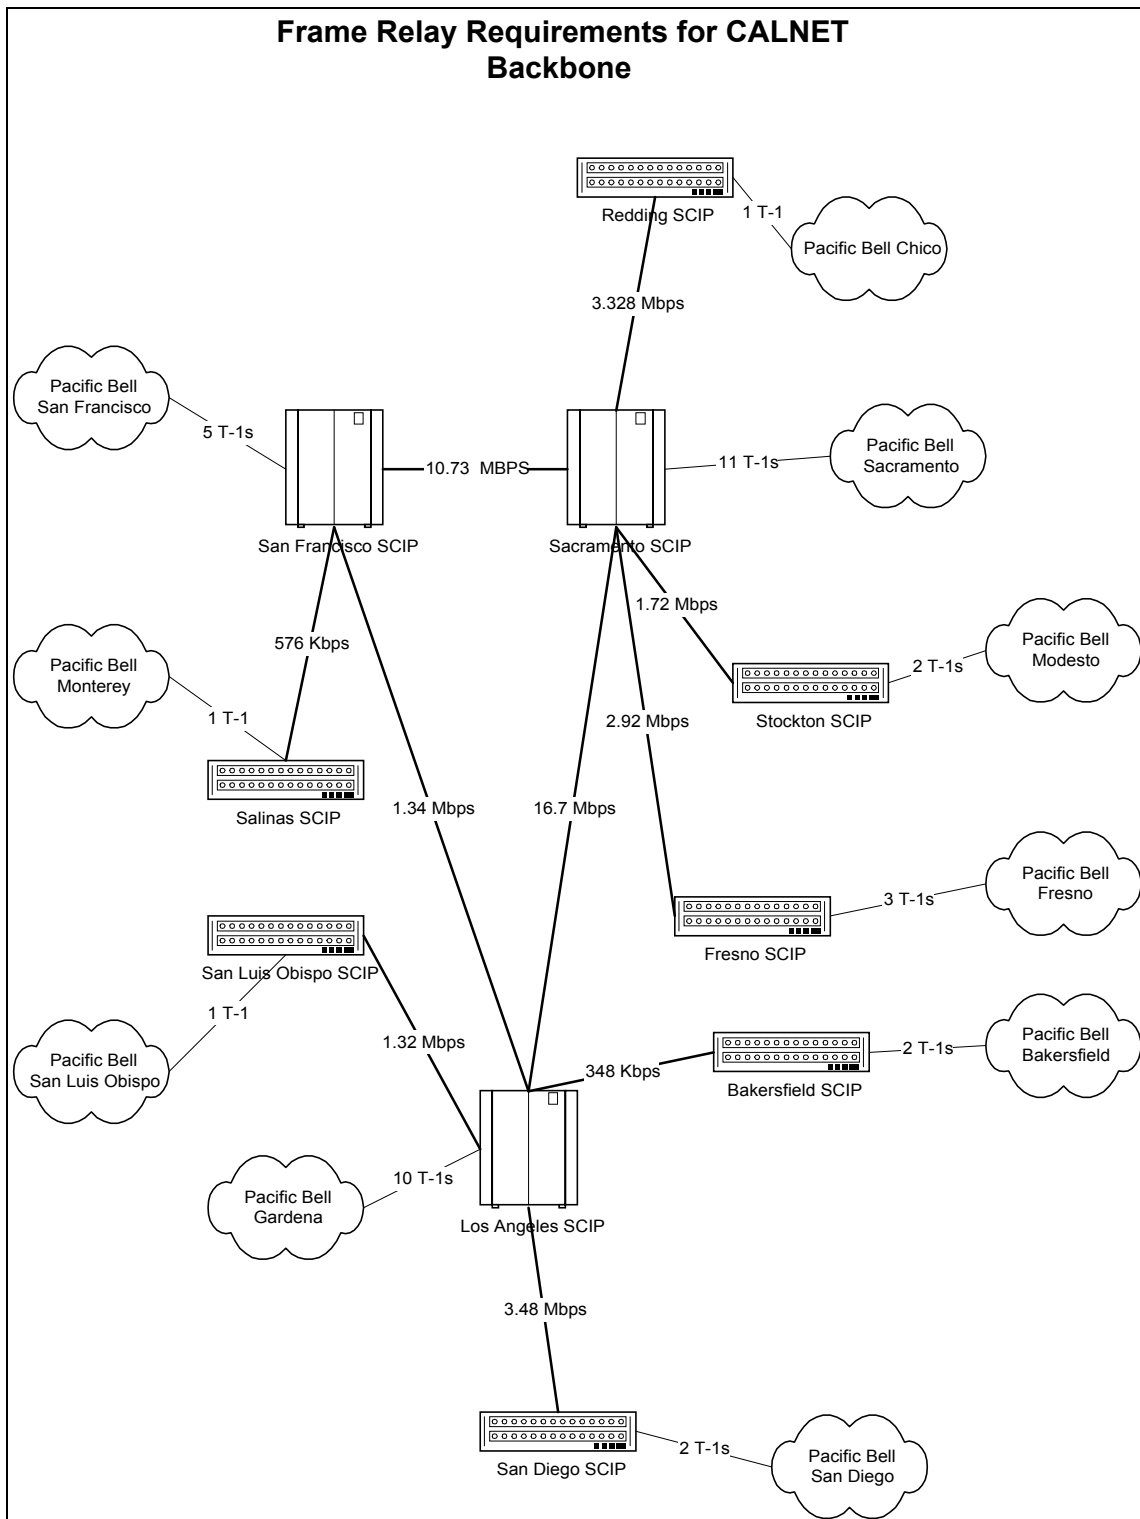 Frame Relay Requirements for CALNET
Backbone
Redding SCIP
1 T-1
Pacific Bell Chico
3.328 Mbps
Pacific Bell
San Francisco
5 T-1s
10.73 MBPS
11 T-1s
Pacific Bell
Sacramento
San Francisco SCIP
Sacramento SCIP
1.72 Mbps
576 Kbps
Pacific Bell
Monterey
Pacific Bell
Modesto
2 T-1s
1 T-1
2.92 Mbps
Stockton SCIP
Salinas SCIP
1.34 Mbps
16.7 Mbps
Pacific Bell
Fresno
3 T-1s
Fresno SCIP
San Luis Obispo SCIP
1 T-1
1.32 Mbps
Pacific Bell
San Luis Obispo
348 Kbps
2 T-1s
Pacific Bell
Bakersfield
Bakersfield SCIP
10 T-1s
Pacific Bell
Gardena
Los Angeles SCIP
3.48 Mbps
San Diego SCIP
2 T-1s
Pacific Bell
San Diego